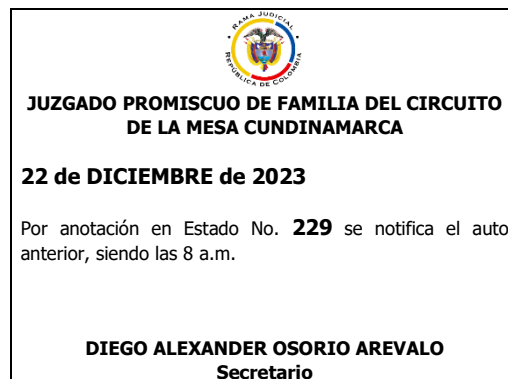 RAMA JUDICIAL
REPÚBLICA DE COLOMBIA
JUZGADO PROMISCUO DE FAMILIA DEL CIRCUITO
DE LA MESA CUNDINAMARCA
22 de DICIEMBRE de 2023
Por anotación en Estado No. 229 se notifica el auto
anterior, siendo las 8 a.m.
DIEGO ALEXANDER OSORIO AREVALO
Secretario